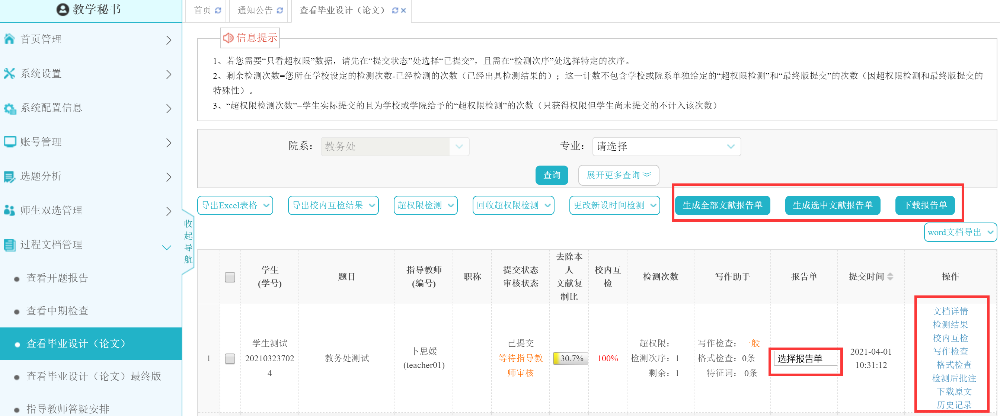 教学秘书
首页
通知公告
查看毕业设计（论文）
首页管理
系统设置
系统配置信息
账号管理
选题分析
师生双选管理
过程文档管理
查看开题报告
查看中期检查
查看毕业设计（论文）
查看毕业设计（论文）最终版
指导教师答疑安排
收
起
导
航
信息提示
1、若您需要“只看超权限”数据，请先在“提交状态”处选择“已提交”，且需在“检测次序”处选择特定的次序。
2、剩余检测次数=您所在学校设定的检测次数-已经检测的次数（已经出具检测结果的）；这一计数不包含学校或院系单独给定的“超权限检测”和“最终版提交”的次数（因超权限检测和最终版提交的
特殊性）。
3、“超权限检测次数”=学生实际提交的且为学校或学院给予的“超权限检测”的次数（只获得权限但学生尚未提交的不计入该次数）
院系： 教务处
专业： 请选择
查询
展开更多查询
导出Excel表格
导出校内互检结果
超权限检测
回收超权限检测
更改新设时间检测
生成全部文献报告单
生成选中文献报告单
下载报告单
word文档导出
学生
(学号)
题目
指导教师
(编号)
职称
提交状态
审核状态
去除本
人
文献复
制比
校内互
检
检测次数
写作助手
报告单
提交时间
操作
1
学生测试
20210323702
4
教务处测试
卜思媛
(teacher01)
已提交
等待指导教
师审核
30.7%
100%
超权限：
检测次序：1
剩余：1
写作检查：一般
格式检查：0条
特征词： 0条
选择报告单
2021-04-01
10:31:12
文档详情
检测结果
校内互检
写作检查
格式检查
检测后批注
下载原文
历史记录